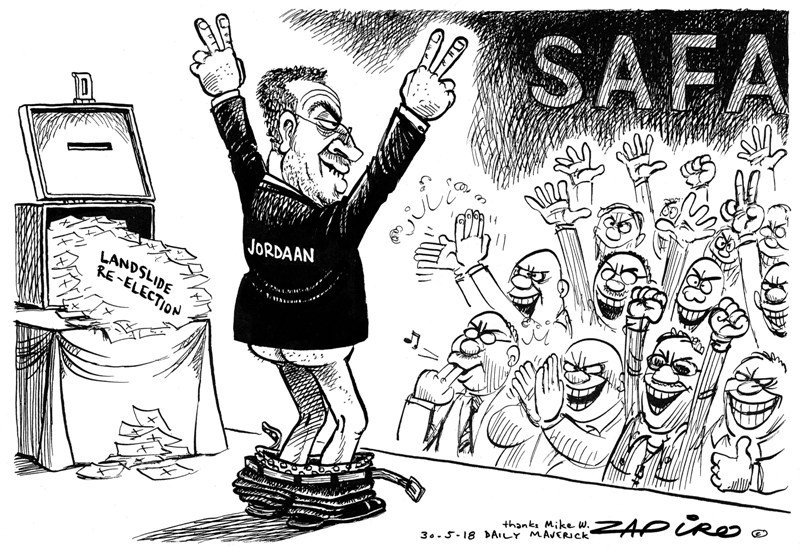 SAFA
JORDAAN
LANDSLIDE
RE-ELECTION
thanks Mike W.
30-5-18 DAILY MAVERICK
ZAPIRO ©